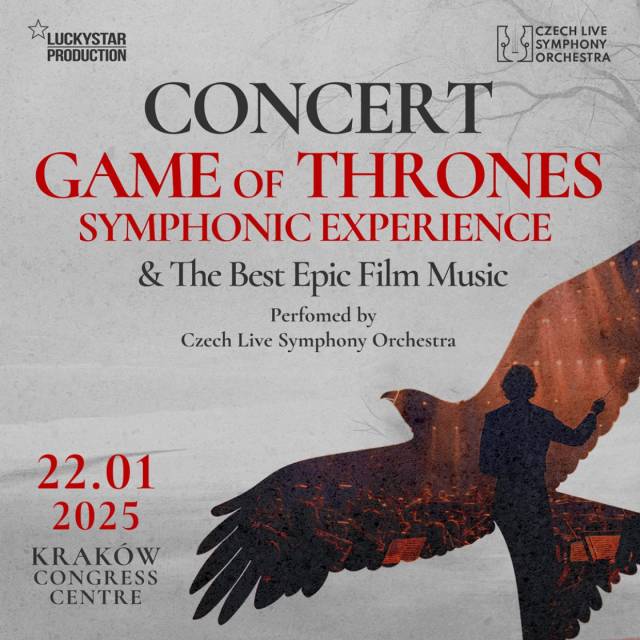 LUCKYSTAR
PRODUCTION
CZECH LIVE
SYMPHONY
ORCHESTRA
CONCERT
GAME OF THRONES
SYMPHONIC EXPERIENCE
& The Best Epic Film Music
Perfomed by
Czech Live Symphony Orchestra
22.01
2025
KRAKÓW
CONGRESS
CENTRE